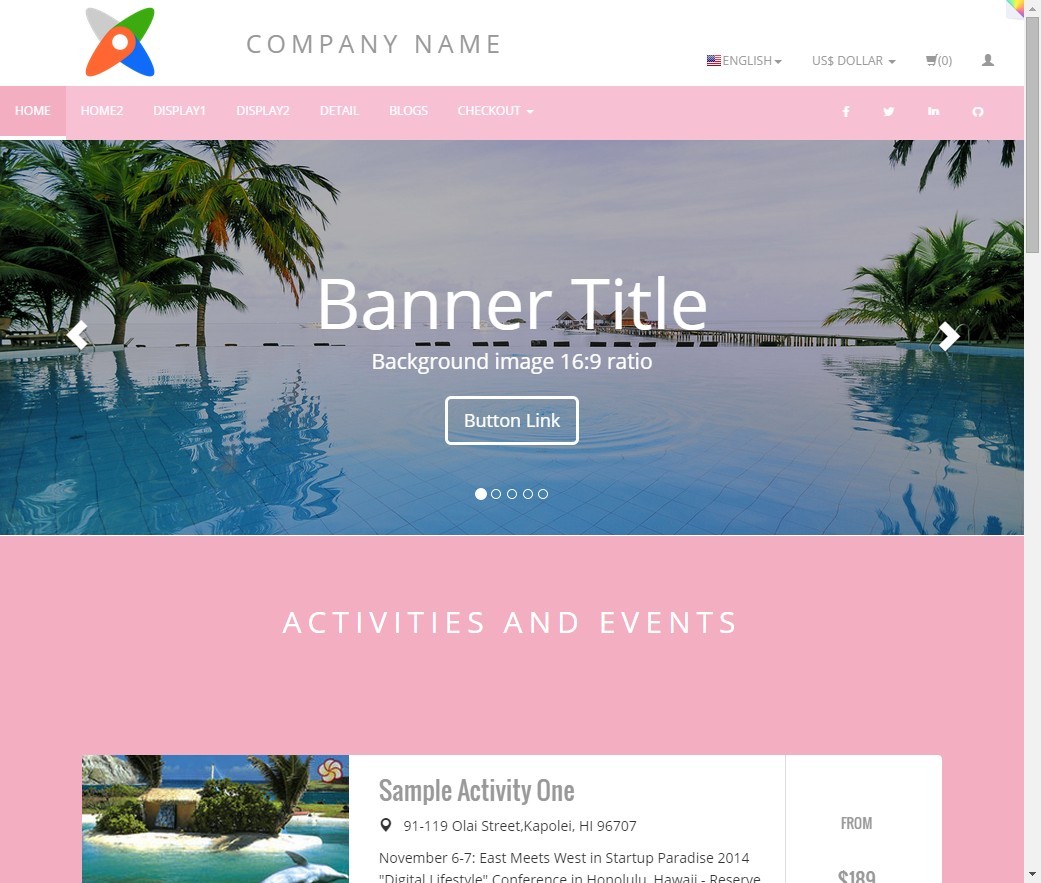 COMPANY NAME
ENGLISH
US$ DOLLAR
(0)
HOME
HOME2
DISPLAY1
DISPLAY2
DETAIL
BLOGS
CHECKOUT
Banner Title
Background image 16:9 ratio
Button Link
ACTIVITIES AND EVENTS
Sample Activity One
91-119 Olai Street,Kapolei, HI 96707
November 6-7: East Meets West in Startup Paradise 2014
"Digital Lifestyle" Conference in Honolulu, Hawaii - Reserve
FROM
$189